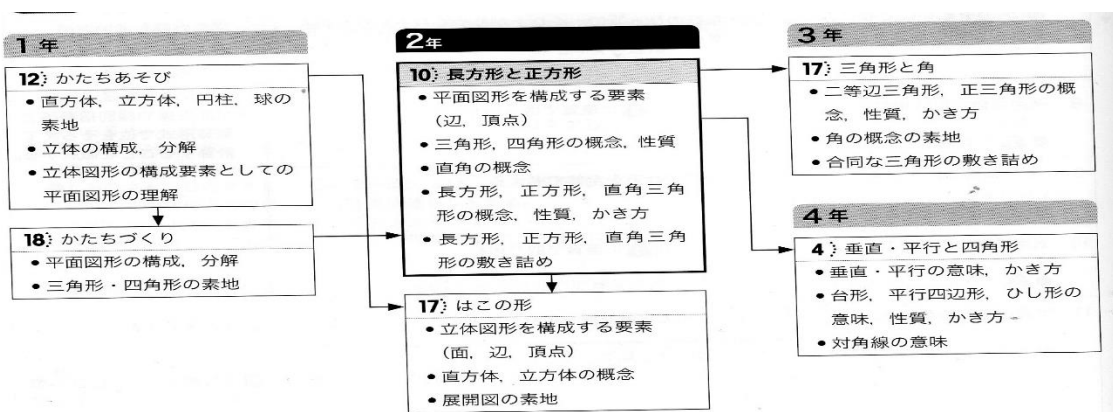 1年
12 かたちあそび
● 直方体,立方体,円柱,球の
素地
● 立体の構成,分解
● 立体図形の構成要素としての
平面図形の理解
18 かたちづくり
● 平面図形の構成,分解
● 三角形・四角形の素地
2年
10 長方形と正方形
● 平面図形を構成する要素
(辺,頂点)
● 三角形,四角形の概念,性質
● 直角の概念
● 長方形,正方形,直角三角
形の概念,性質,かき方
● 長方形,正方形,直角三角
形の敷き詰め
17 はこの形
● 立体図形を構成する要素
(面,辺,頂点)
● 直方体,立方体の概念
● 展開図の素地
3年
17 三角形と角
● 二等辺三角形,正三角形の概
念,性質,かき方
● 角の概念の素地
● 合同な三角形の敷き詰め
4年
4 垂直・平行と四角形
● 垂直・平行の意味,かき方
● 台形,平行四辺形,ひし形の
意味,性質,かき方
● 対角線の意味